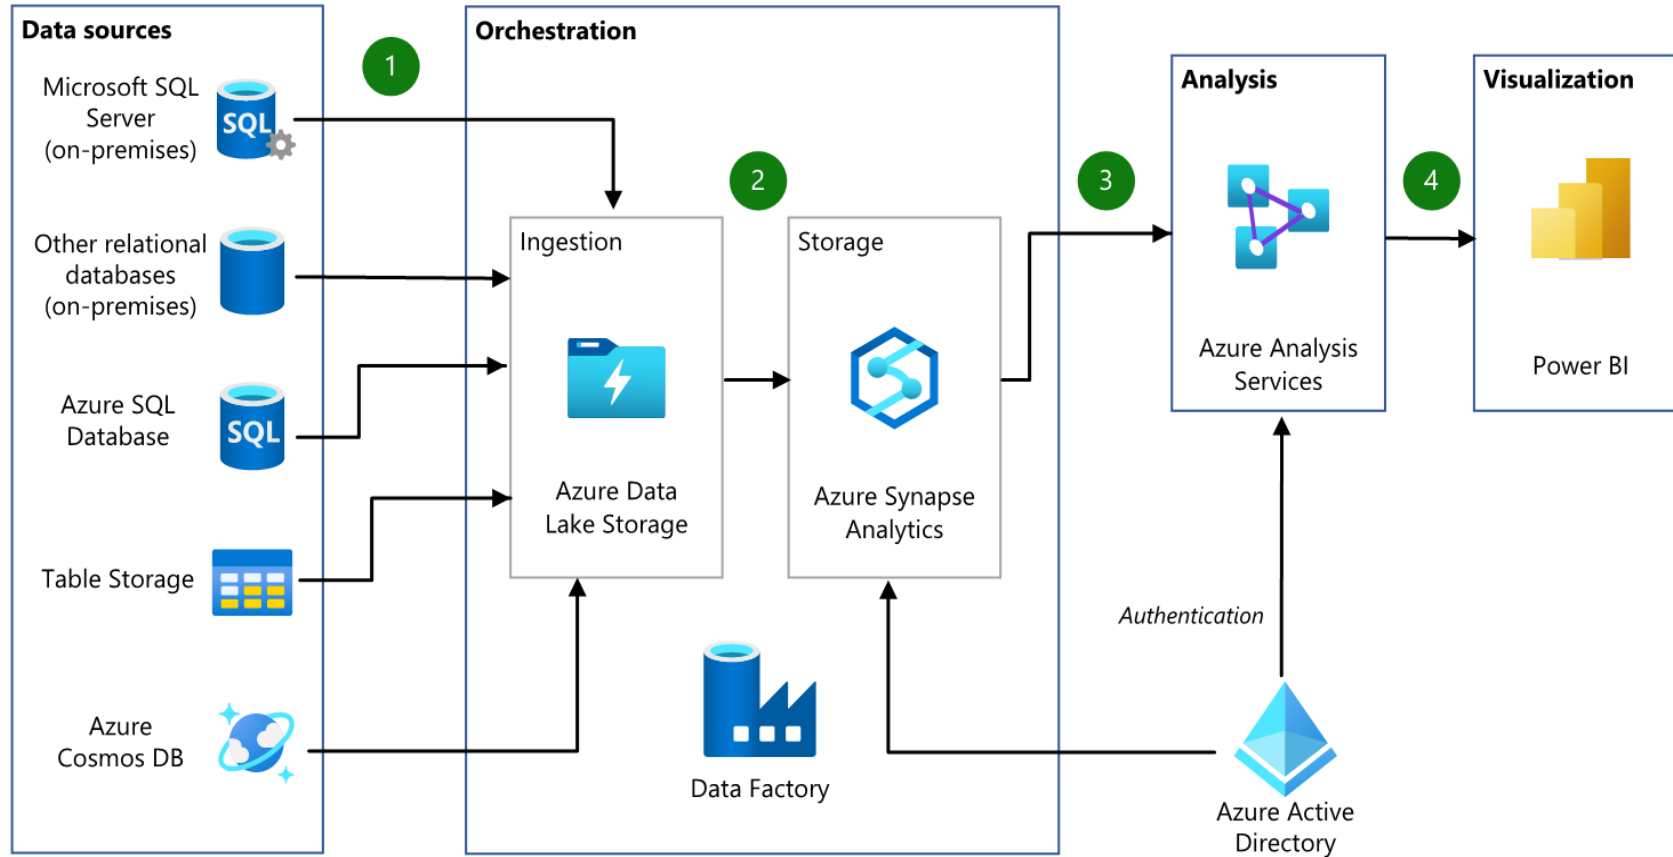 Data sources
Microsoft SQL
Server
(on-premises)
SQL
Other relational
databases
(on-premises)
Azure SQL
Database
SQL
Table Storage
Azure
Cosmos DB
1
Orchestration
Ingestion
Azure Data
Lake Storage
2
Storage
Azure Synapse
Analytics
Data Factory
3
Analysis
Azure Analysis
Services
4
Visualization
Power BI
Authentication
Azure Active
Directory